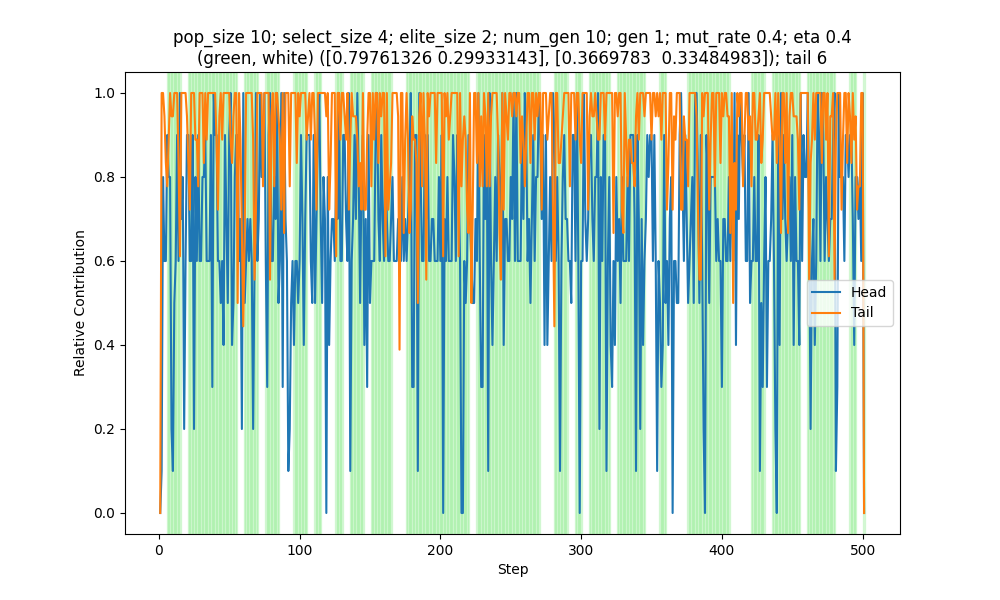 pop_size 10; select_size 4; elite_size 2; num_gen 10; gen 1; mut_rate 0.4; eta 0.4
(green, white) ([0.79761326 0.29933143], [0.3669783  0.33484983]); tail 6
1.0
0.8
0.6
0.4
0.2
0.0
Relative Contribution
Head
Tail
0
100
200
300
400
500
Step